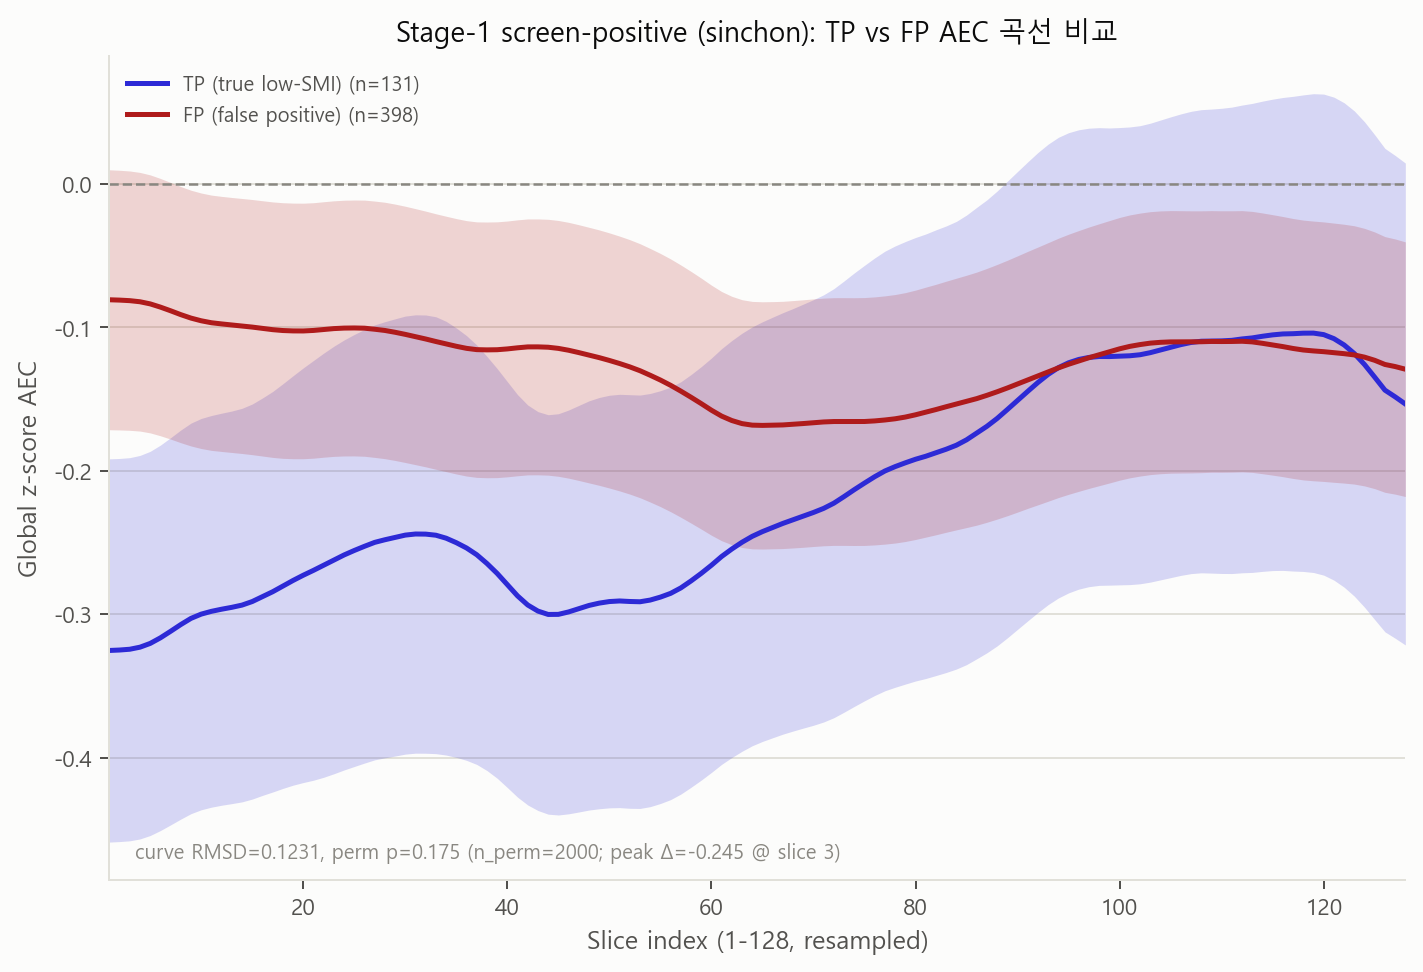 Stage-1 screen-positive (sinchon): TP vs FP AEC 곡선 비교
TP (true low-SMI) (n=131)
FP (false positive) (n=398)
Global z-score AEC
0.0
-0.1
-0.2
-0.3
-0.4
curve RMSD=0.1231, perm p=0.175 (n_perm=2000; peak Δ=-0.245 @ slice 3)
20 40 60 80 100 120
Slice index (1-128, resampled)